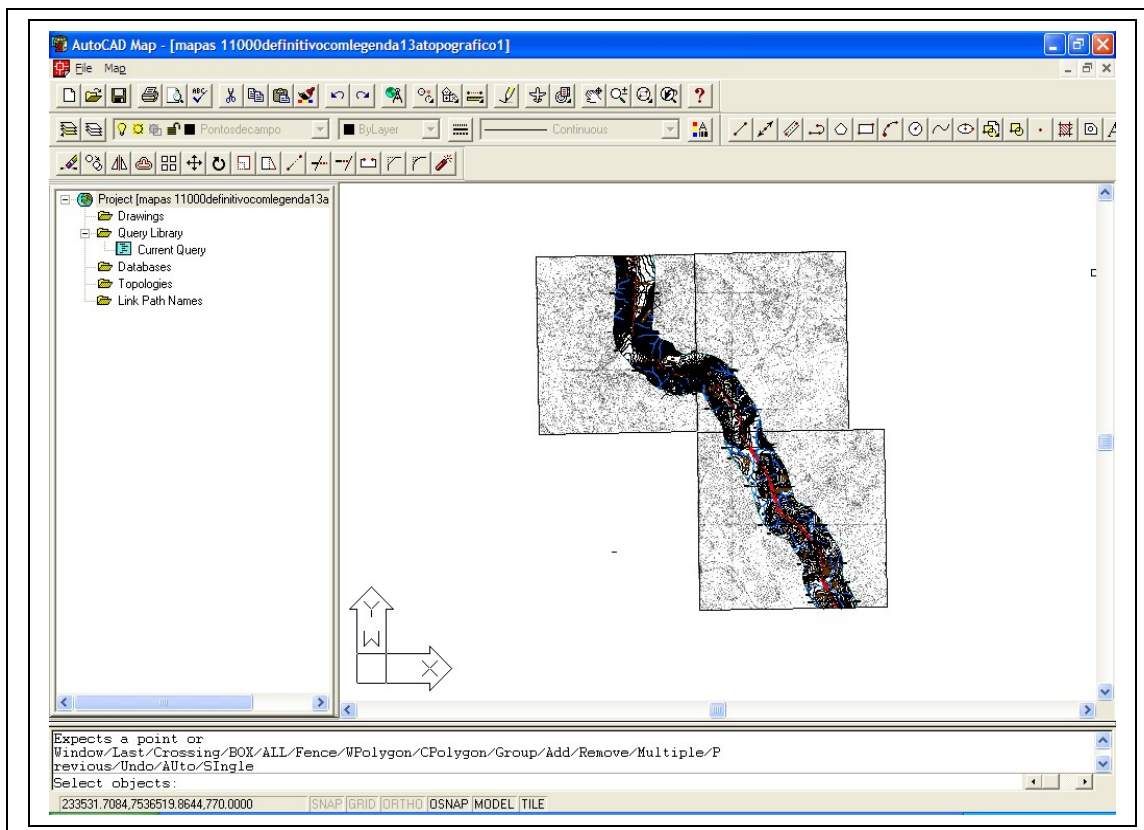 AutoCAD Map - [mapas 11000definitivocomlegenda13atopografico1]
File Map
ABC
?
Pontosdecampo
ByLayer
Continuous
A
Project [mapas 11000definitivocomlegenda13a
Drawings
Query Library
Current Query
Databases
Topologies
Link Path Names
Y
W
X
Expects a point or
Window/Last/Crossing/BOX/ALL/Fence/WPolygon/CPolygon/Group/Add/Remove/Multiple/P
revious/Undo/AUto/SIngle
Select objects:
233531.7084,7536519.8644,770.0000 SNAP GRID ORTHO OSNAP MODEL TILE